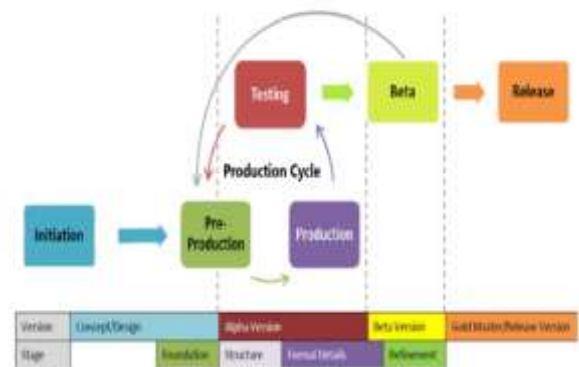 Testing
Beta
Release
Production Cycle
Initiation
Pre-
Production
Production
Version
Concept/Design
Alpha Version
Beta Version
Gold Master/Release Version
Stage
Foundation
Structure
Formal Details
Refinement